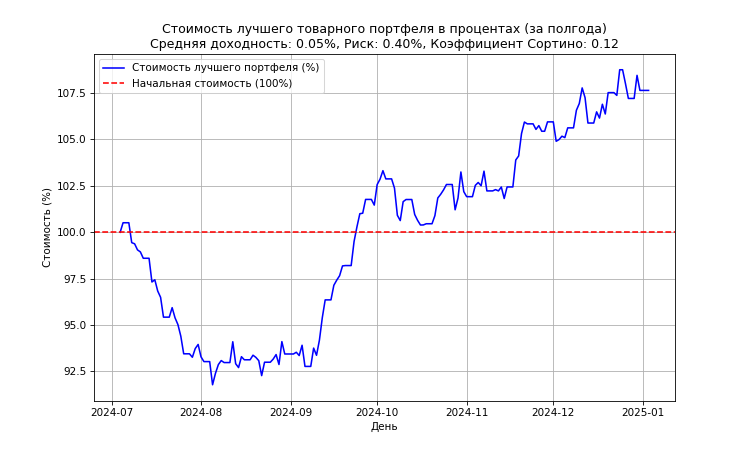 Стоимость лучшего товарного портфеля в процентах (за полгода)
Средняя доходность: 0.05%, Риск: 0.40%, Коэффициент Сортино: 0.12
Стоимость лучшего портфеля (%)
Начальная стоимость (100%)
Стоимость (%)
107.5
105.0
102.5
100.0
97.5
95.0
92.5
2024-07 2024-08 2024-09 2024-10 2024-11 2024-12 2025-01
День